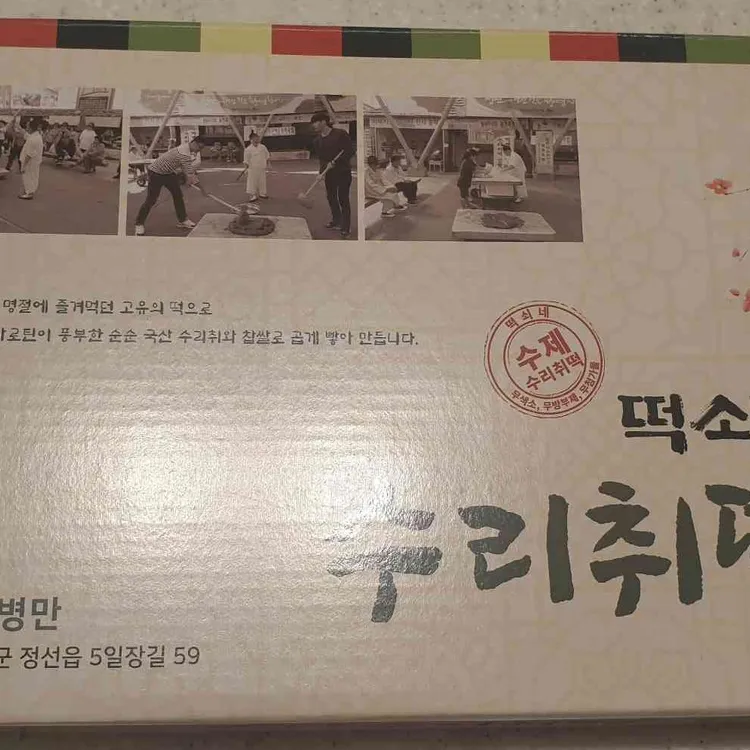 명절에 즐겨먹던 고유의 떡으로
로틴이 풍부한 순순 국산 수리취와 찹쌀로 곱게 빻아 만듭니다.
떡쇠네
수제
수리취떡
무색소, 무방부제, 무첨가물
떡쇠
수리취떡
병만
군 정선읍 5일장길 59